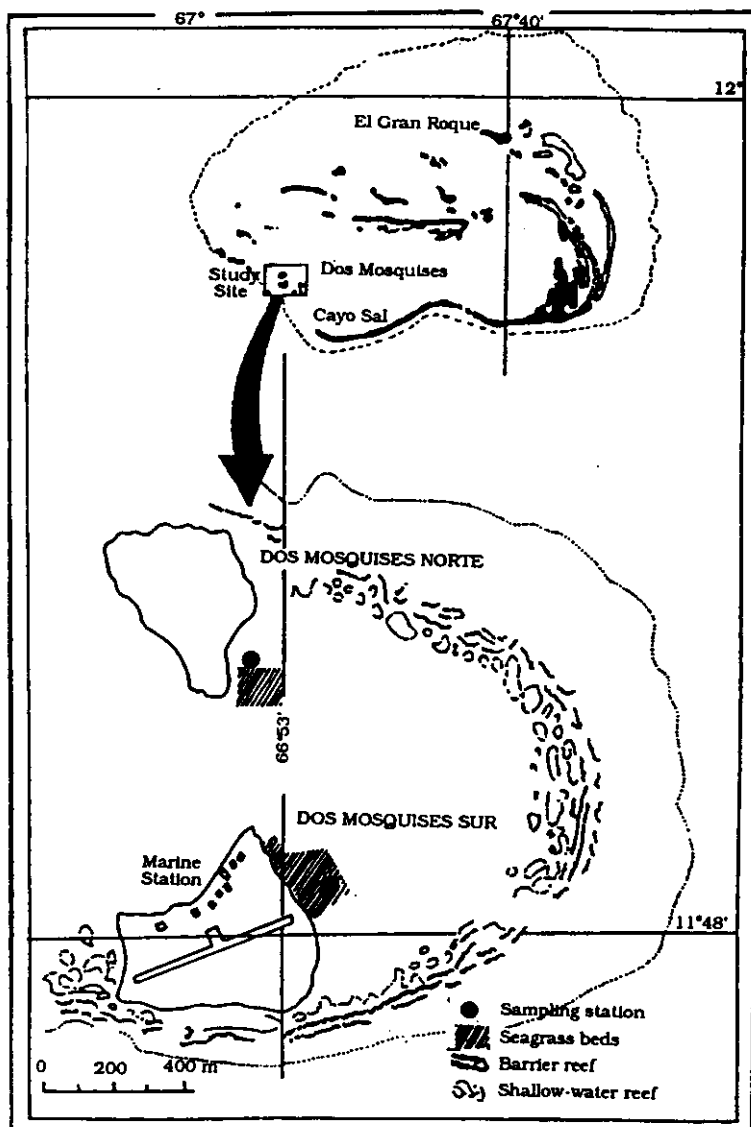 67°
67°40'
12°
El Gran Roque
Dos Mosquises
Study
Site
Cayo Sal
DOS MOSQUISES NORTE
66°53'
DOS MOSQUISES SUR
Marine
Station
11°48'
Sampling station
Seagrass beds
Barrier reef
Shallow-water reef
0 200 400 m